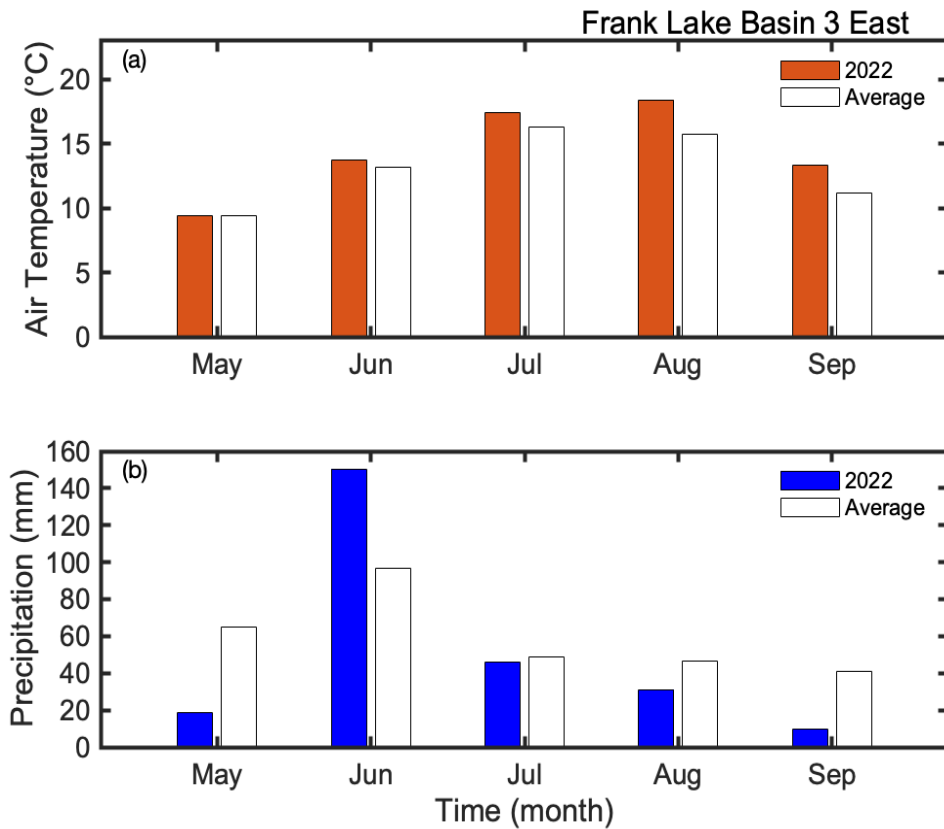 Frank Lake Basin 3 East
(a)
2022
Average
Air Temperature (°C)
20
15
10
5
0
May Jun Jul Aug Sep
(b)
2022
Average
Precipitation (mm)
160
140
120
100
80
60
40
20
0
May Jun Jul Aug Sep
Time (month)